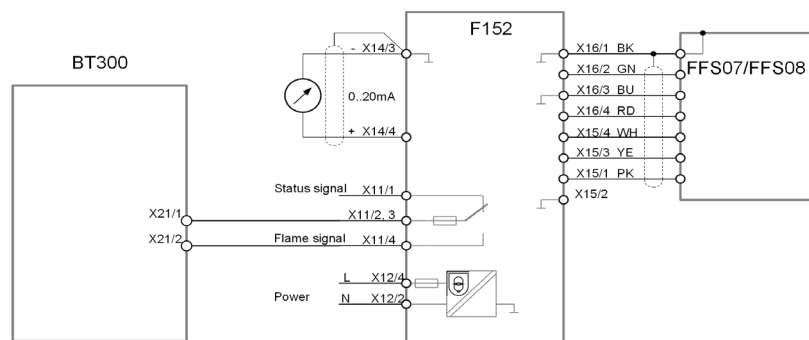 F152
BT300
FFS07/FFS08
- X14/3
0..20mA
+ X14/4
Status signal X11/1
X21/1 X11/2, 3
X21/2 Flame signal X11/4
L X12/4
Power
N X12/2
X16/1 BK
X16/2 GN
X16/3 BU
X16/4 RD
X15/4 WH
X15/3 YE
X15/1 PK
X15/2